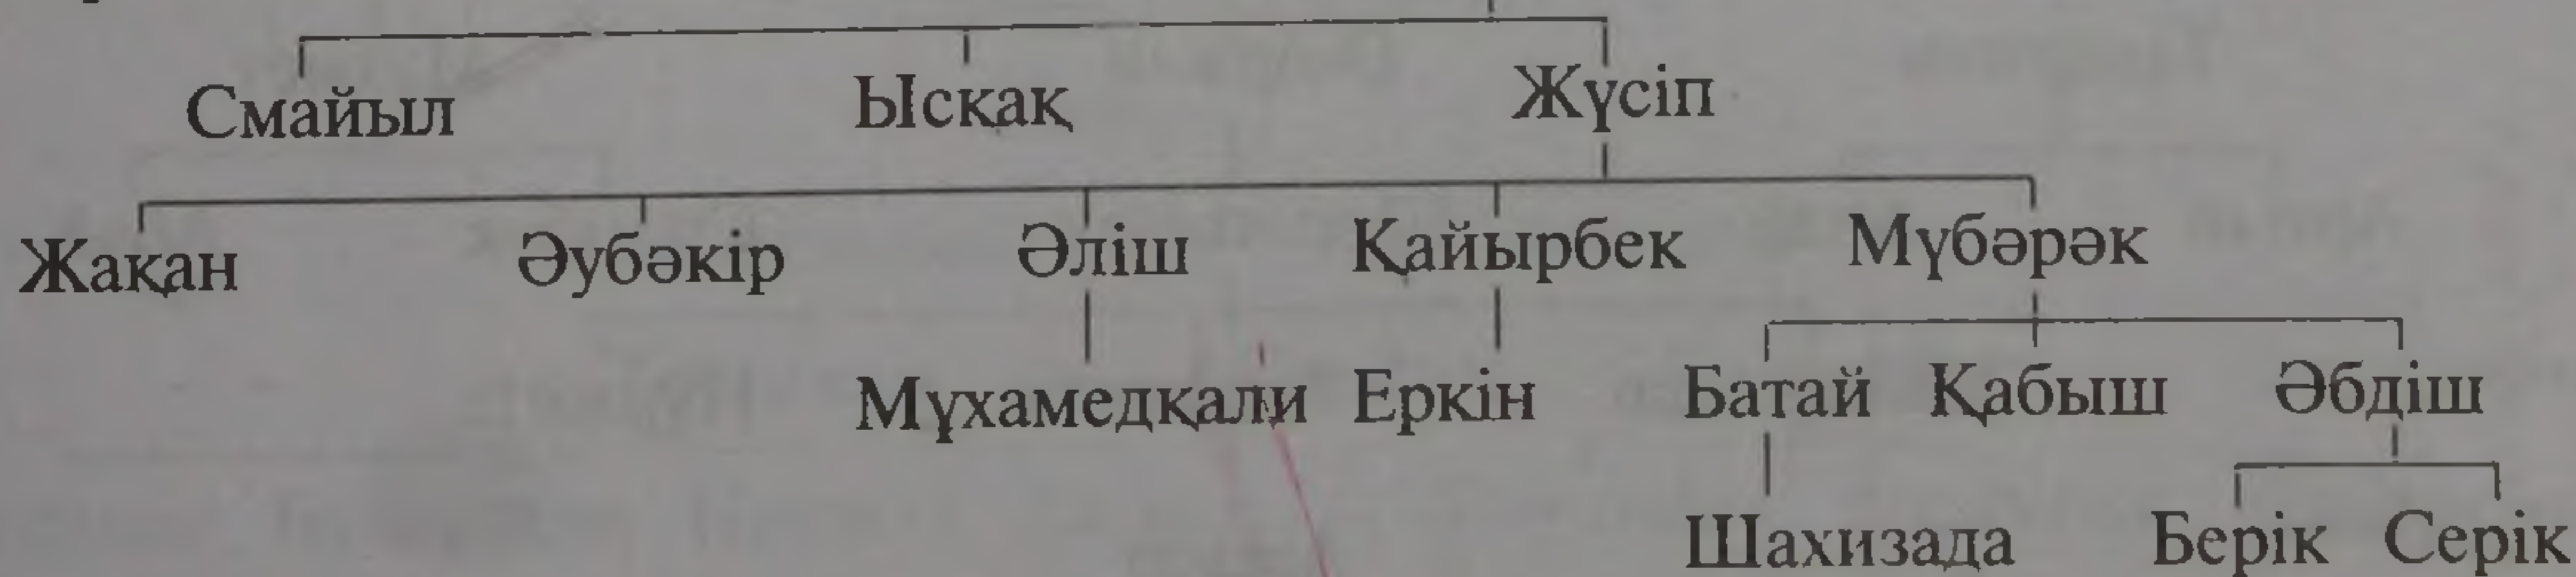 Смайыл Ысқақ Жүсіп
Жақан Әубәкір Әліш Қайырбек Мүбәрәк
Мұхамедқали Еркін Батай Қабыш Әбдіш
Шахизада Берік Серік